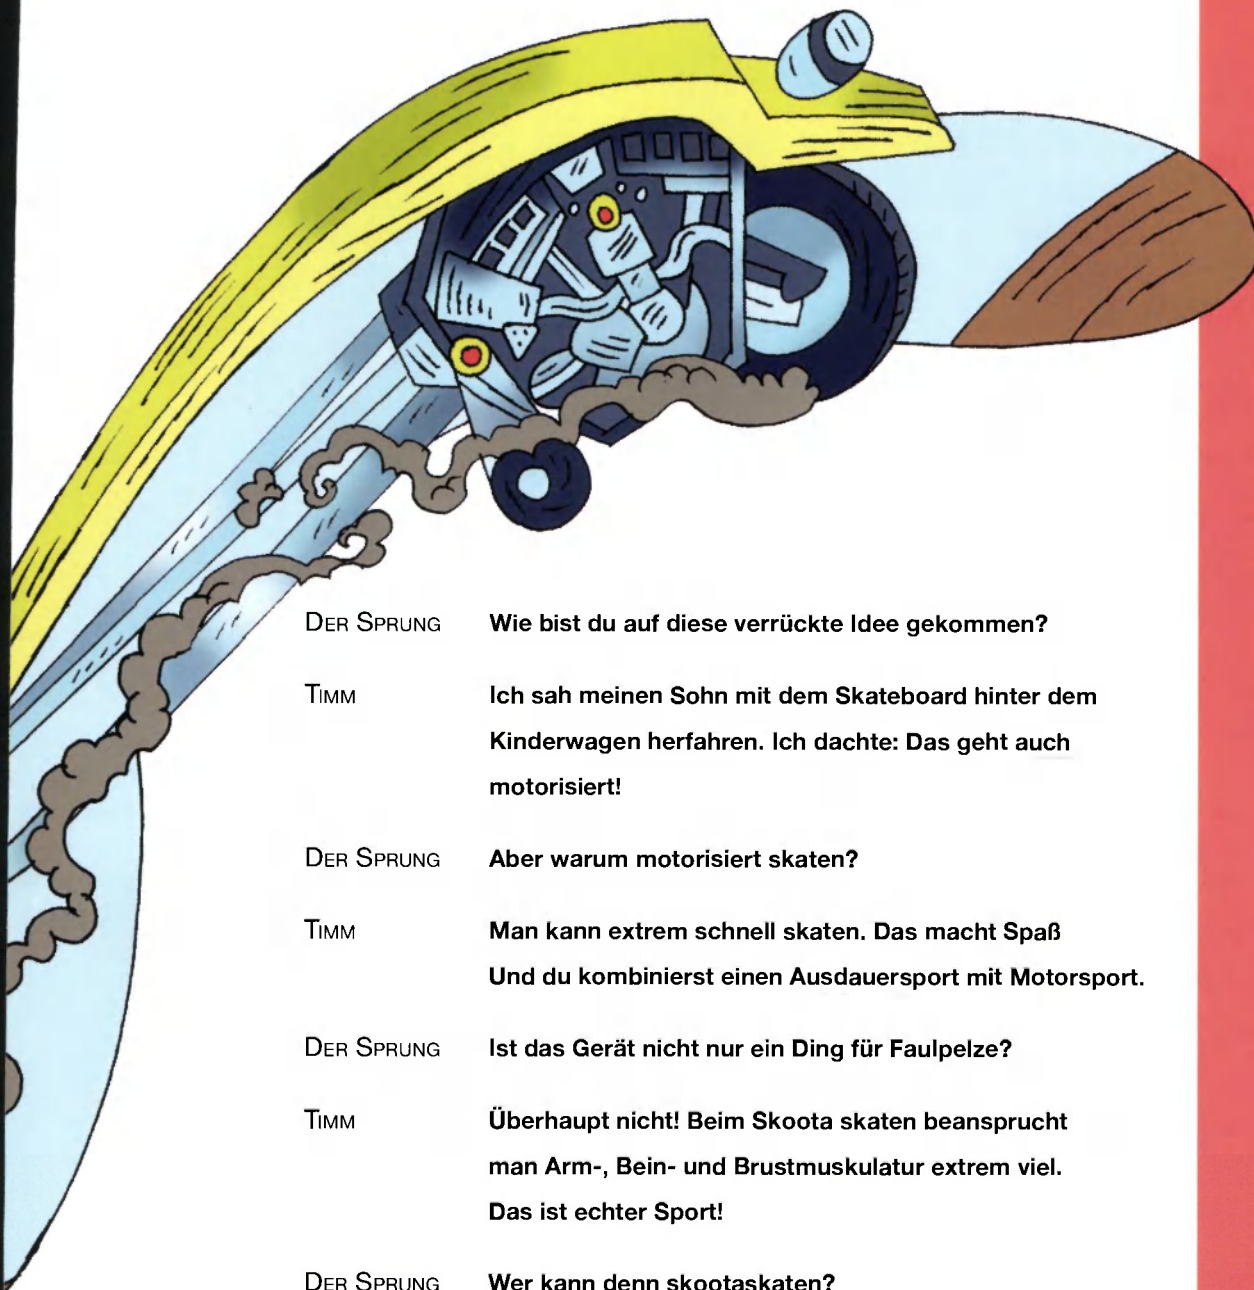 DER SPRUNG Wie bist du auf diese verrückte Idee gekommen?
TIMM Ich sah meinen Sohn mit dem Skateboard hinter dem
Kinderwagen herfahren. Ich dachte: Das geht auch
motorisiert!
DER SPRUNG Aber warum motorisiert skaten?
TIMM Man kann extrem schnell skaten. Das macht Spaß
Und du kombinierst einen Ausdauersport mit Motorsport.
DER SPRUNG Ist das Gerät nicht nur ein Ding für Faulpelze?
TIMM Überhaupt nicht! Beim Skoota skaten beansprucht
man Arm-, Bein- und Brustmuskulatur extrem viel.
Das ist echter Sport!
DER SPRUNG Wer kann denn skootaskaten?